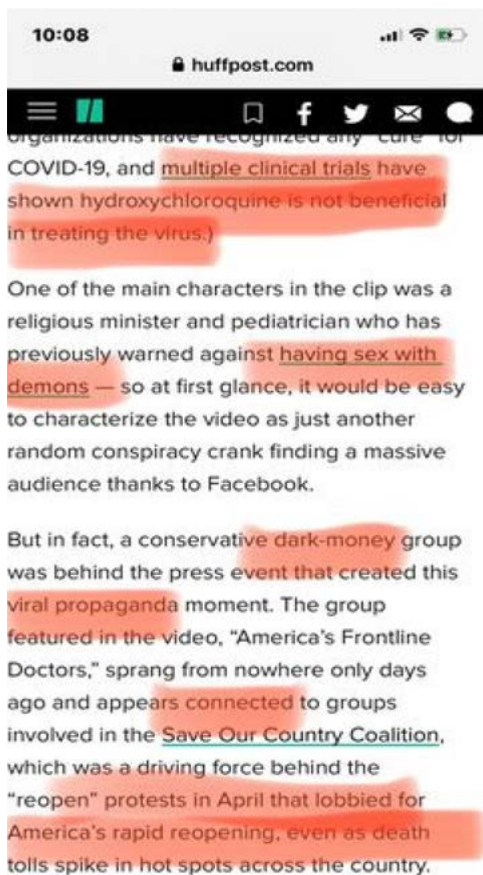 10:08
huffpost.com
organizations have recognized any "cure" for
COVID-19, and multiple clinical trials have
shown hydroxychloroquine is not beneficial
in treating the virus.)
One of the main characters in the clip was a
religious minister and pediatrician who has
previously warned against having sex with
demons — so at first glance, it would be easy
to characterize the video as just another
random conspiracy crank finding a massive
audience thanks to Facebook.
But in fact, a conservative dark-money group
was behind the press event that created this
viral propaganda moment. The group
featured in the video, “America’s Frontline
Doctors,” sprang from nowhere only days
ago and appears connected to groups
involved in the Save Our Country Coalition,
which was a driving force behind the
“reopen” protests in April that lobbied for
America’s rapid reopening, even as death
tolls spike in hot spots across the country.